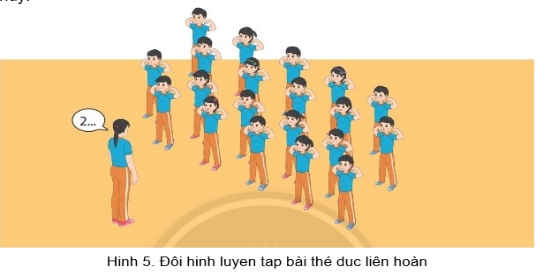 2...
Hình 5. Đội hình luyện tập bài thể dục liên hoàn